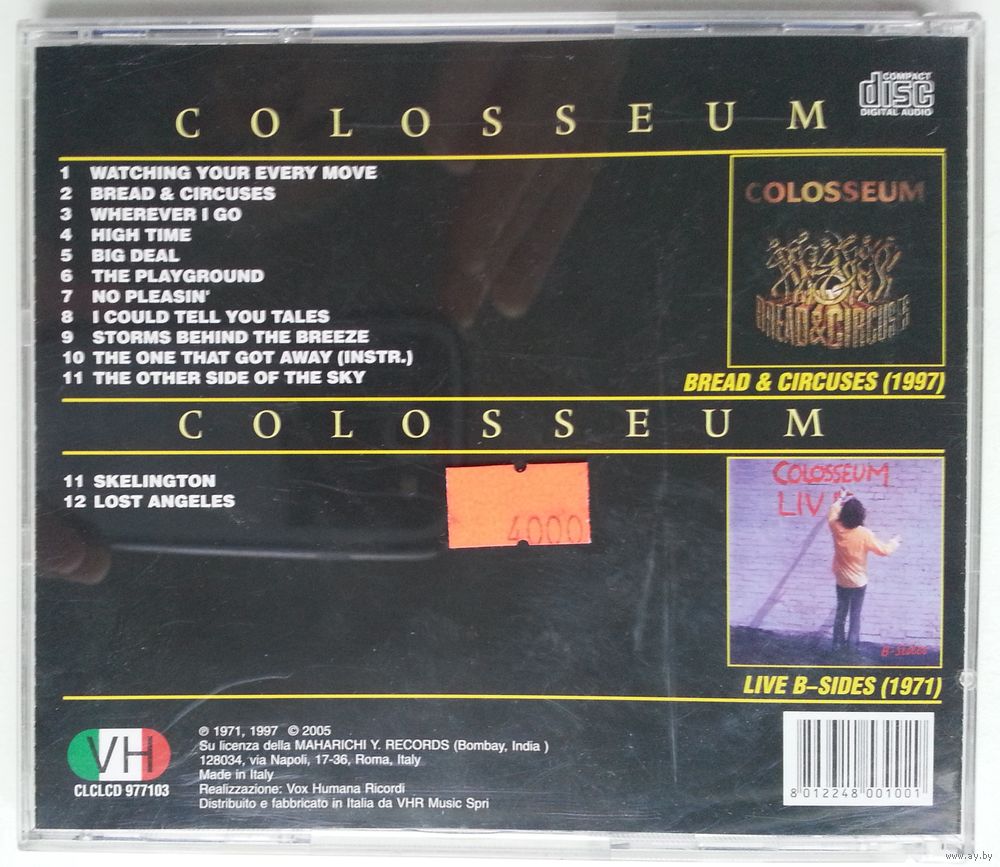 COMPACT
disc
DIGITAL AUDIO
COLOSSEUM
1 WATCHING YOUR EVERY MOVE
2 BREAD & CIRCUSES
3 WHEREVER I GO
4 HIGH TIME
5 BIG DEAL
6 THE PLAYGROUND
7 NO PLEASIN'
8 I COULD TELL YOU TALES
9 STORMS BEHIND THE BREEZE
10 THE ONE THAT GOT AWAY (INSTR.)
11 THE OTHER SIDE OF THE SKY
COLOSSEUM
BREAD & CIRCUSES
BREAD & CIRCUSES (1997)
COLOSSEUM
11 SKELINGTON
12 LOST ANGELES
4000
COLOSSEUM
LIV
B-Sides
LIVE B-SIDES (1971)
VH
CLCLCD 977103
℗ 1971, 1997 © 2005
Su licenza della MAHARICHI Y. RECORDS (Bombay, India )
128034, via Napoli, 17-36, Roma, Italy
Made in Italy
Realizzazione: Vox Humana Ricordi
Distribuito e fabbricato in Italia da VHR Music Spri
8 012248 001001
www.ay.by